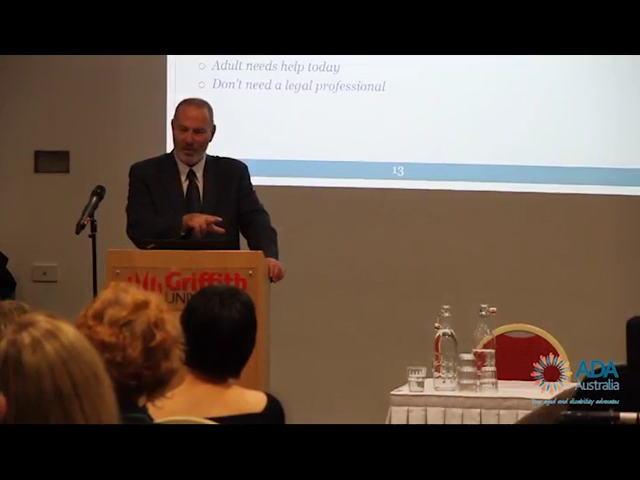 Adult needs help today
Don't need a legal professional
13
Griffith
ADA
Australia